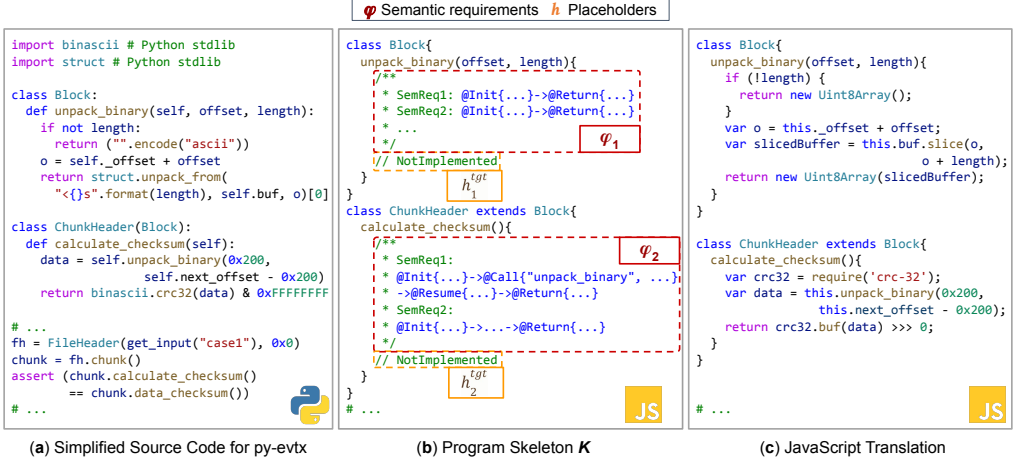 φ Semantic requirements h Placeholders
import binascii # Python stdlib
import struct # Python stdlib
class Block:
def unpack_binary(self, offset, length):
if not length:
return ("".encode("ascii"))
o = self._offset + offset
return struct.unpack_from(
"<{}s".format(length), self.buf, o)[0]
class ChunkHeader(Block):
def calculate_checksum(self):
data = self.unpack_binary(0x200,
self.next_offset - 0x200)
return binascii.crc32(data) & 0xFFFFFFFF
# ...
fh = FileHeader(get_input("case1"), 0x0)
chunk = fh.chunk()
assert (chunk.calculate_checksum()
== chunk.data_checksum())
# ...
(a) Simplified Source Code for py-evtx
class Block{
unpack_binary(offset, length){
/**
* SemReq1: @Init{...}->@Return{...}
* SemReq2: @Init{...}->@Return{...}
* ...
*/
φ1
// NotImplemented
h1tgt
}
}
class ChunkHeader extends Block{
calculate_checksum(){
/**
φ2
* SemReq1:
* @Init{...}->@Call{"unpack_binary", ...}
* ->@Resume{...}->@Return{...}
* SemReq2:
* @Init{...}->...->@Return{...}
*/
// NotImplemented
h2tgt
}
}
# ...
JS
(b) Program Skeleton K
class Block{
unpack_binary(offset, length){
if (!length) {
return new Uint8Array();
}
var o = this._offset + offset;
var slicedBuffer = this.buf.slice(o,
o + length);
return new Uint8Array(slicedBuffer);
}
}
class ChunkHeader extends Block{
calculate_checksum(){
var crc32 = require('crc-32');
var data = this.unpack_binary(0x200,
this.next_offset - 0x200);
return crc32.buf(data) >>> 0;
}
}
# ...
JS
(c) JavaScript Translation